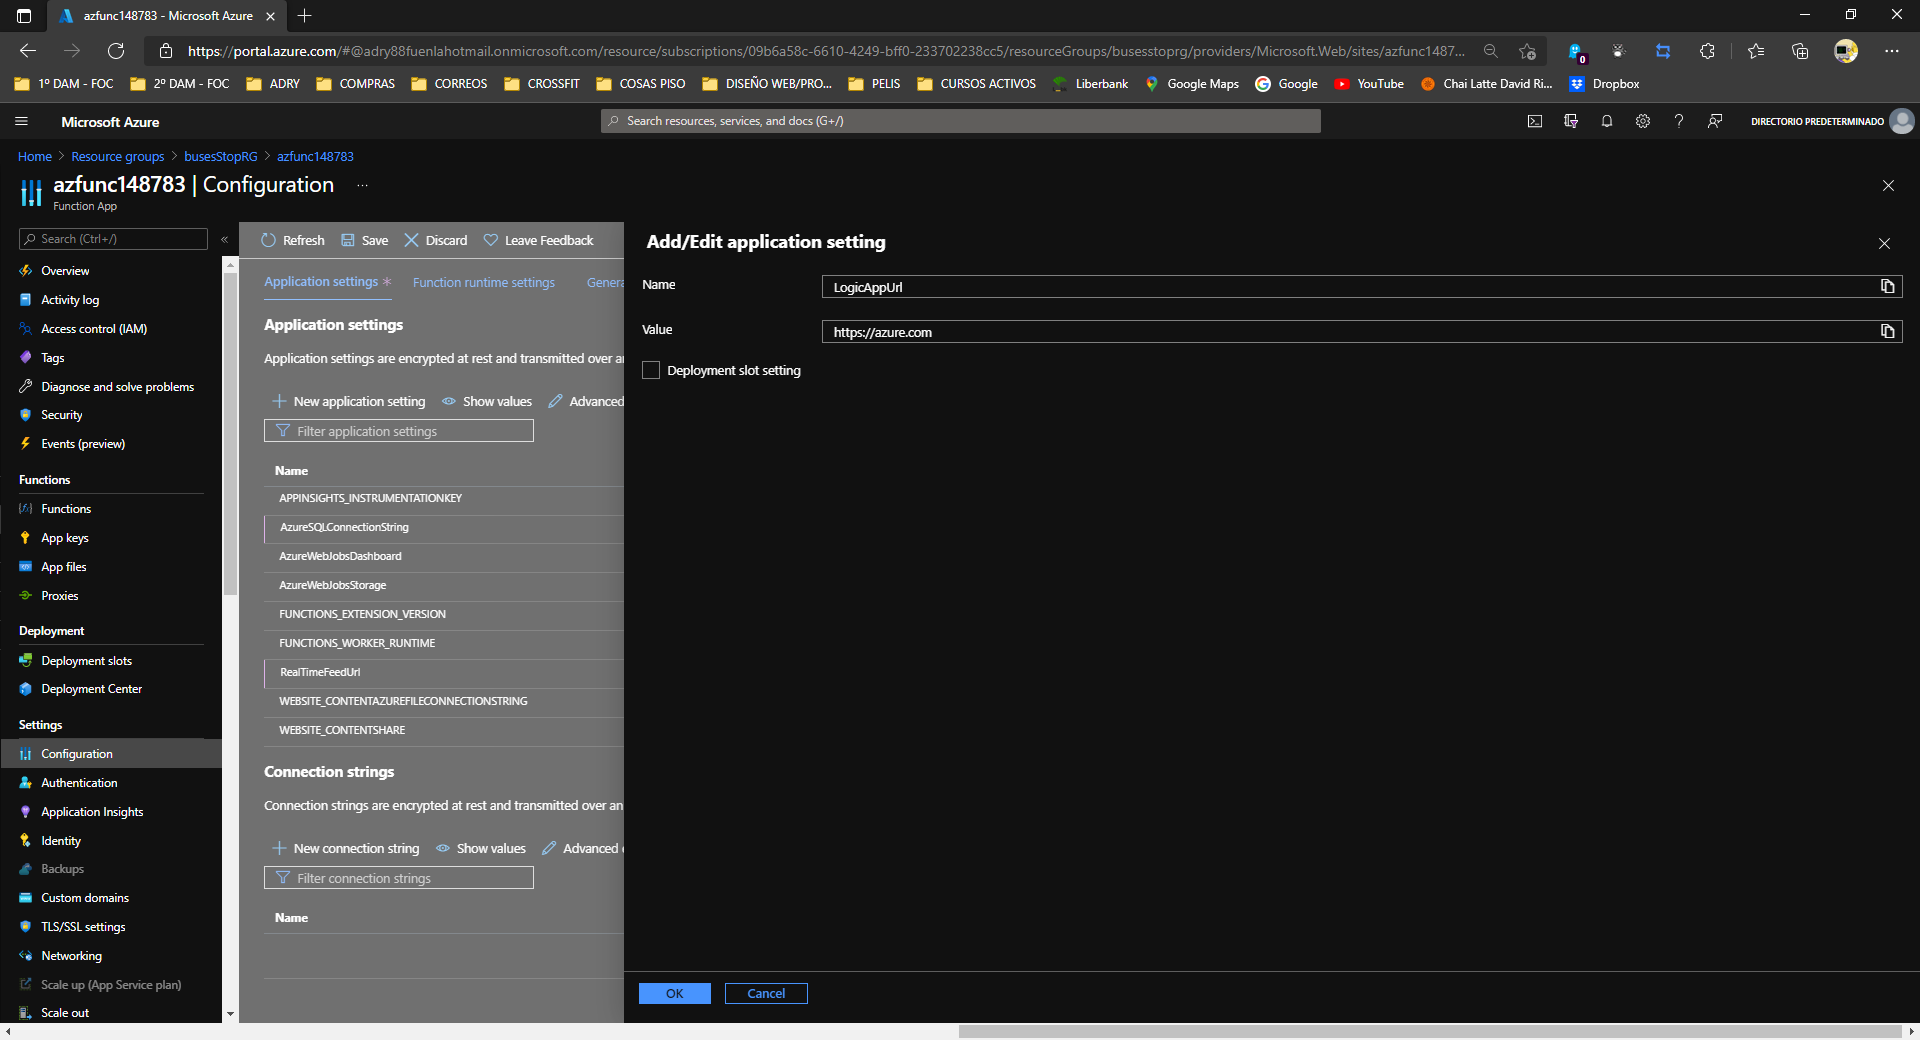 azfunc148783 - Microsoft Azure
https://portal.azure.com/#@adry88fuenlahotmail.onmicrosoft.com/resource/subscriptions/09b6a58c-6610-4249-bff0-233702238cc5/resourceGroups/busesstoprg/providers/Microsoft.Web/sites/azfunc1487...
0
1º DAM - FOC
2º DAM - FOC
ADRY
COMPRAS
CORREOS
CROSSFIT
COSAS PISO
DISEÑO WEB/PRO...
PELIS
CURSOS ACTIVOS
Liberbank
Google Maps
Google
YouTube
Chai Latte David Ri...
Dropbox
Microsoft Azure
Search resources, services, and docs (G+/)
DIRECTORIO PREDETERMINADO
Home > Resource groups > busesStopRG > azfunc148783
azfunc148783 | Configuration ...
Function App
Search (Ctrl+/)
«
Overview
Activity log
Access control (IAM)
Tags
Diagnose and solve problems
Security
Events (preview)
Functions
Functions
App keys
App files
Proxies
Deployment
Deployment slots
Deployment Center
Settings
Configuration
Authentication
Application Insights
Identity
Backups
Custom domains
TLS/SSL settings
Networking
Scale up (App Service plan)
Scale out
Refresh
Save
Discard
Leave Feedback
Application settings *
Function runtime settings
Genera
Application settings
Application settings are encrypted at rest and transmitted over a
New application setting
Show values
Advanced
Filter application settings
Name
APPINSIGHTS_INSTRUMENTATIONKEY
AzureSQLConnectionString
AzureWebJobsDashboard
AzureWebJobsStorage
FUNCTIONS_EXTENSION_VERSION
FUNCTIONS_WORKER_RUNTIME
RealTimeFeedUrl
WEBSITE_CONTENTAZUREFILECONNECTIONSTRING
WEBSITE_CONTENTSHARE
Connection strings
Connection strings are encrypted at rest and transmitted over an
New connection string
Show values
Advanced e
Filter connection strings
Name
Add/Edit application setting
Name
LogicAppUrl
Value
https://azure.com
Deployment slot setting
OK
Cancel